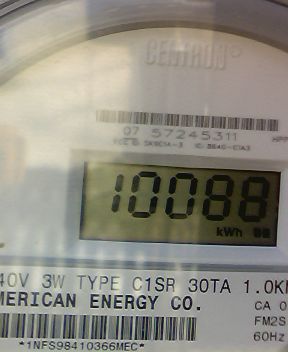 CENTRON®
07 57245311
10088
kWh 88
40V 3W TYPE C1SR 30TA 1.0K
MERICAN ENERGY CO.
CA 0
FM2S
60Hz
*1NFS98410366MEC*